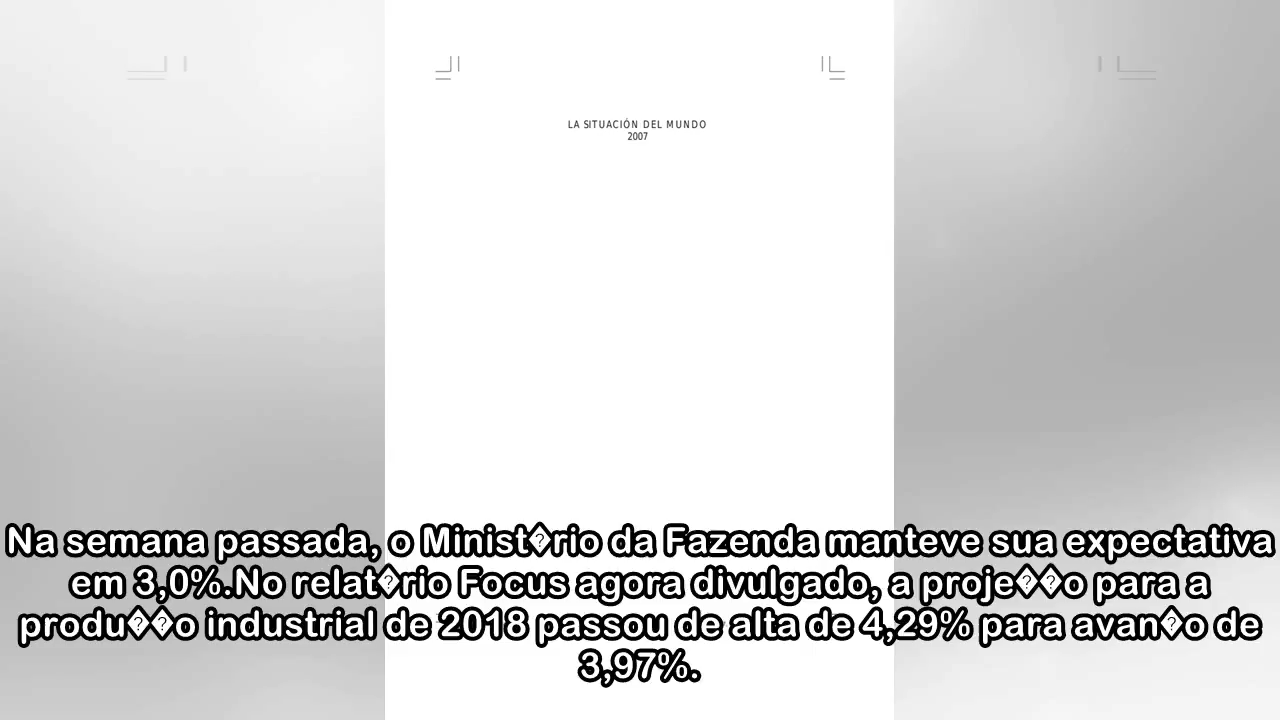 LA SITUACIÓN DEL MUNDO
2007
Na semana passada, o Minist�rio da Fazenda manteve sua expectativa
em 3,0%.No relat�rio Focus agora divulgado, a proje��o para a
produ��o industrial de 2018 passou de alta de 4,29% para avan�o de
3,97%.